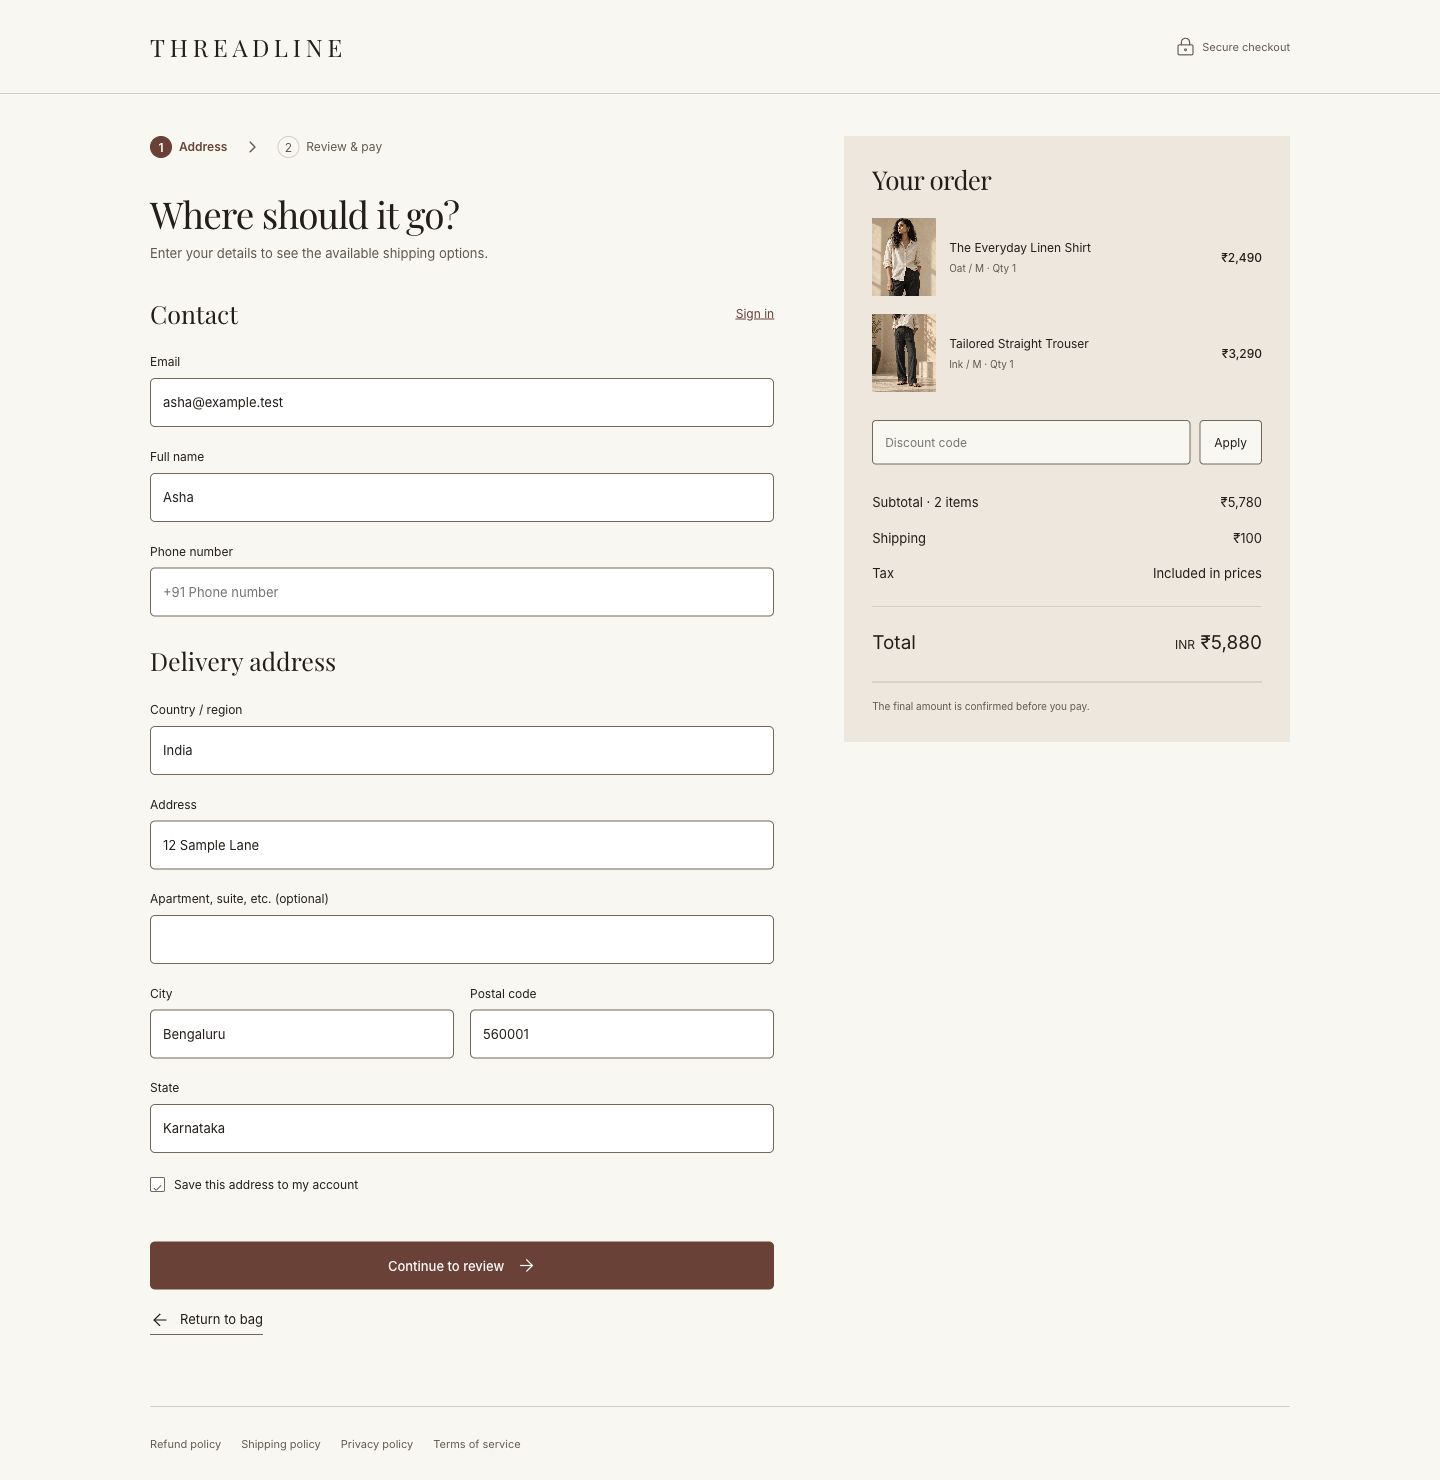 THREADLINE
Secure checkout
1 Address
2 Review & pay
Where should it go?
Enter your details to see the available shipping options.
Contact
Sign in
Email
asha@example.test
Full name
Asha
Phone number
+91 Phone number
Delivery address
Country / region
India
Address
12 Sample Lane
Apartment, suite, etc. (optional)
City
Postal code
Bengaluru
560001
State
Karnataka
Save this address to my account
Continue to review
Return to bag
Your order
The Everyday Linen Shirt
Oat / M · Qty 1
₹2,490
Tailored Straight Trouser
Ink / M · Qty 1
₹3,290
Discount code
Apply
Subtotal · 2 items ₹5,780
Shipping ₹100
Tax Included in prices
Total INR ₹5,880
The final amount is confirmed before you pay.
Refund policy Shipping policy Privacy policy Terms of service